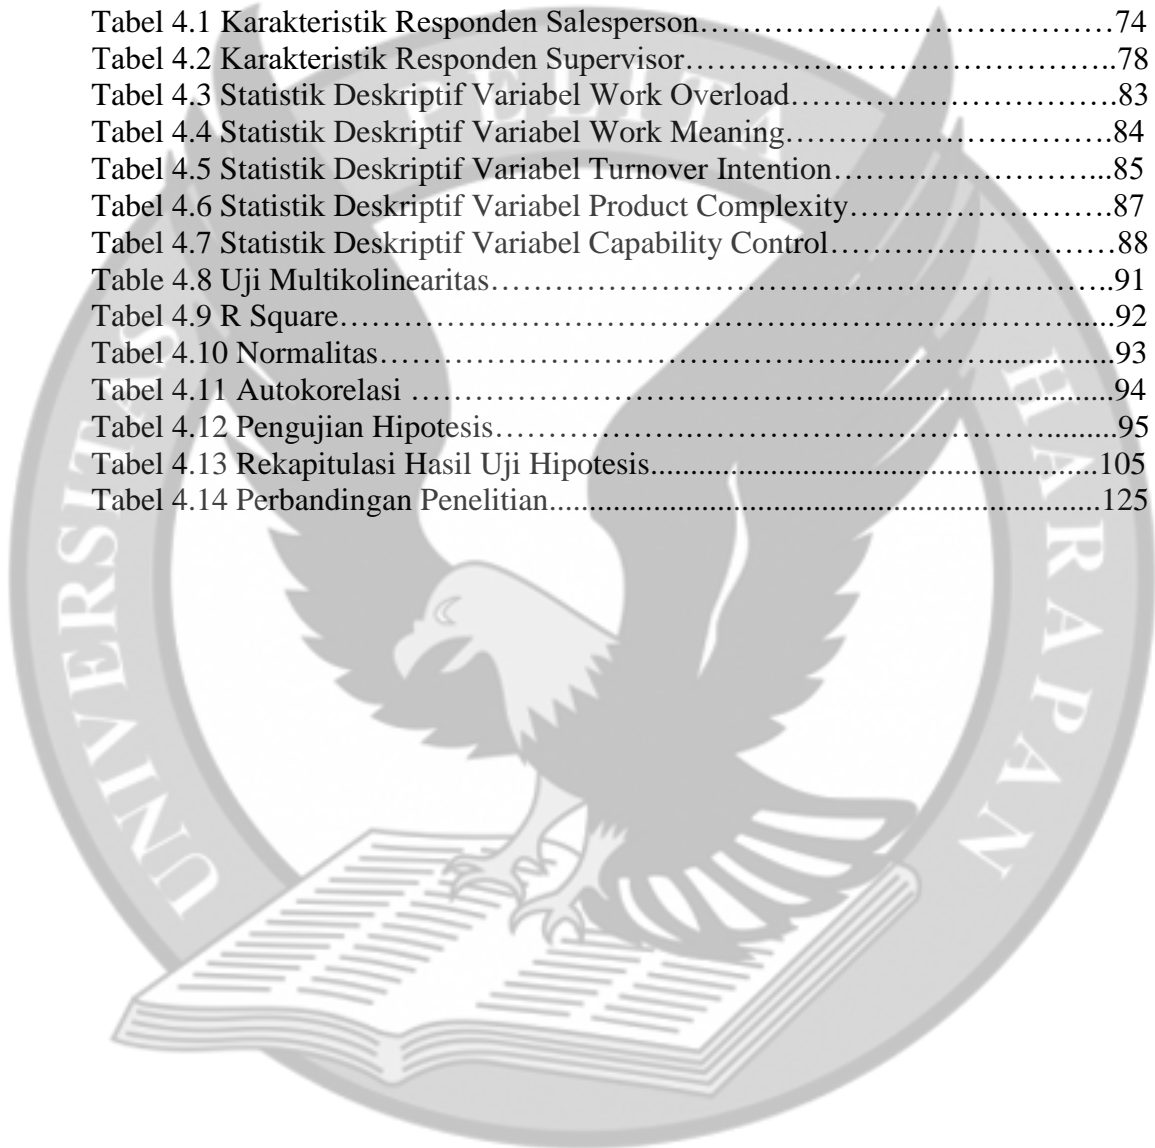 Tabel 4.1 Karakteristik Responden Salesperson……………………………….74
Tabel 4.2 Karakteristik Responden Supervisor…………………………………..78
Tabel 4.3 Statistik Deskriptif Variabel Work Overload………………………….83
Tabel 4.4 Statistik Deskriptif Variabel Work Meaning…………………………..84
Tabel 4.5 Statistik Deskriptif Variabel Turnover Intention……………………...85
Tabel 4.6 Statistik Deskriptif Variabel Product Complexity…………………….87
Tabel 4.7 Statistik Deskriptif Variabel Capability Control………………………88
Table 4.8 Uji Multikolinearitas…………………………………………………..91
Tabel 4.9 R Square……………………………………………………………......92
Tabel 4.10 Normalitas…………………………………………...…….................93
Tabel 4.11 Autokorelasi ………………………………………............................94
Tabel 4.12 Pengujian Hipotesis………………………………………….........95
Tabel 4.13 Rekapitulasi Hasil Uji Hipotesis.........................................................105
Tabel 4.14 Perbandingan Penelitian.....................................................................125
UNIVERSITAS PELITA HARAPAN